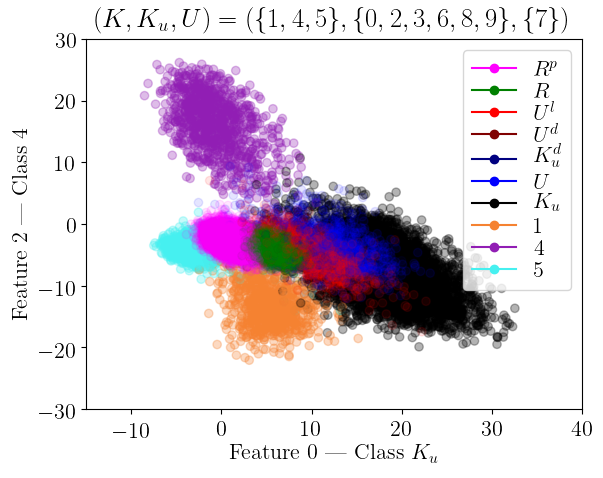 (K, K_u, U) = ({1, 4, 5}, {0, 2, 3, 6, 8, 9}, {7})
30
20
10
0
−10
−20
−30
Feature 2 — Class 4
R^p
R
U^l
U^d
K_u^d
U
K_u
1
4
5
−10 0 10 20 30 40
Feature 0 — Class K_u